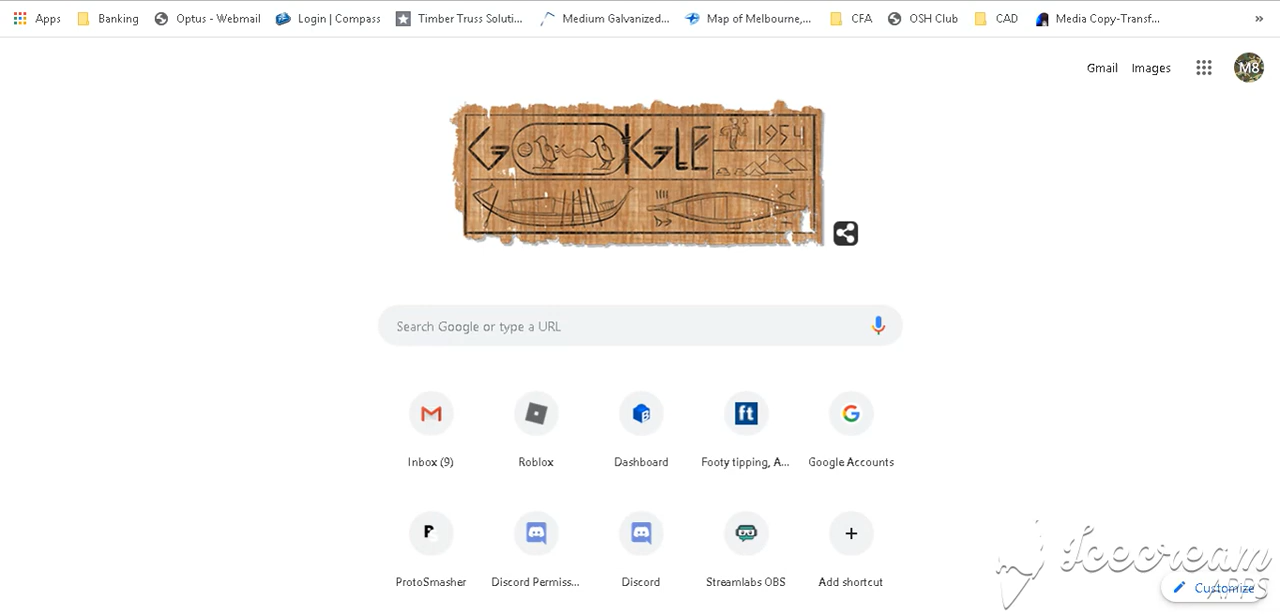 Apps Banking Optus - Webmail Login | Compass Timber Truss Soluti... Medium Galvanized... Map of Melbourne,... CFA OSH Club CAD Media Copy-Transf... »
Gmail Images M8
GOOGLE 1954
Search Google or type a URL
Inbox (9) Roblox Dashboard Footy tipping, A... Google Accounts
ProtoSmasher Discord Permiss... Discord Streamlabs OBS Add shortcut
Icecream
APPS
Customize